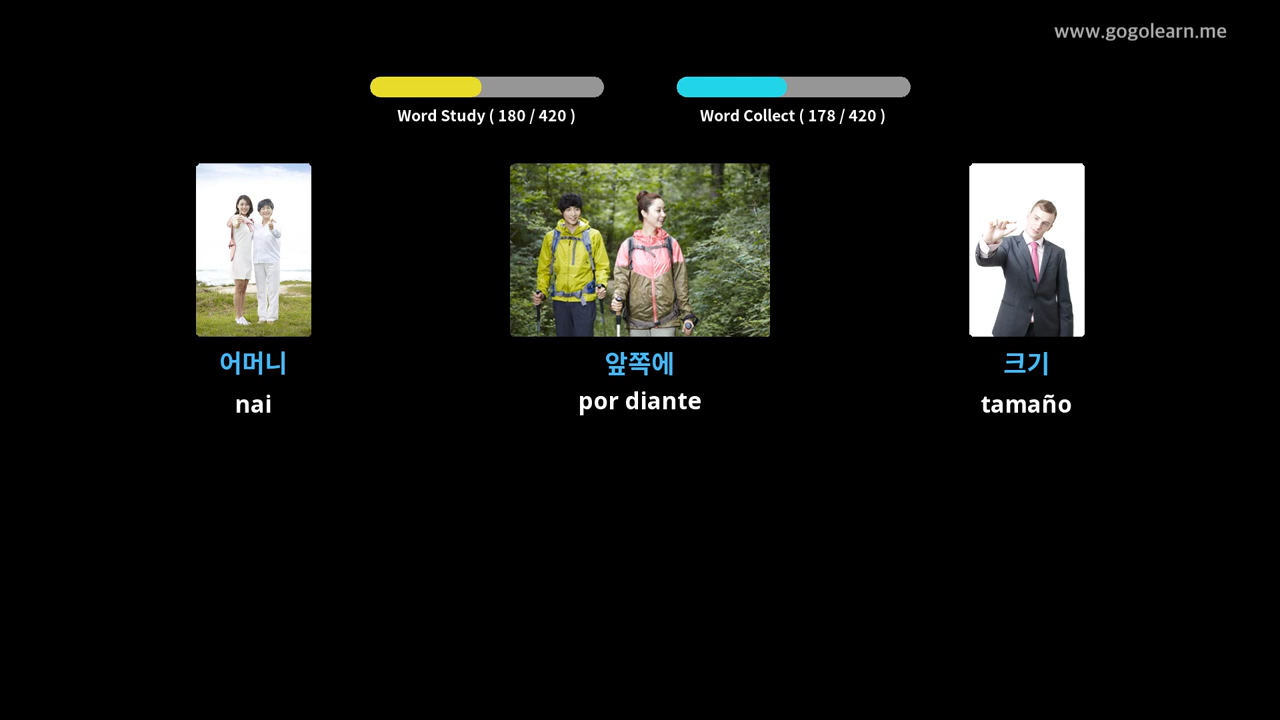 www.gogolearn.me
Word Study ( 180 / 420 )
Word Collect ( 178 / 420 )
어머니
앞쪽에
크기
nai
por diante
tamaño